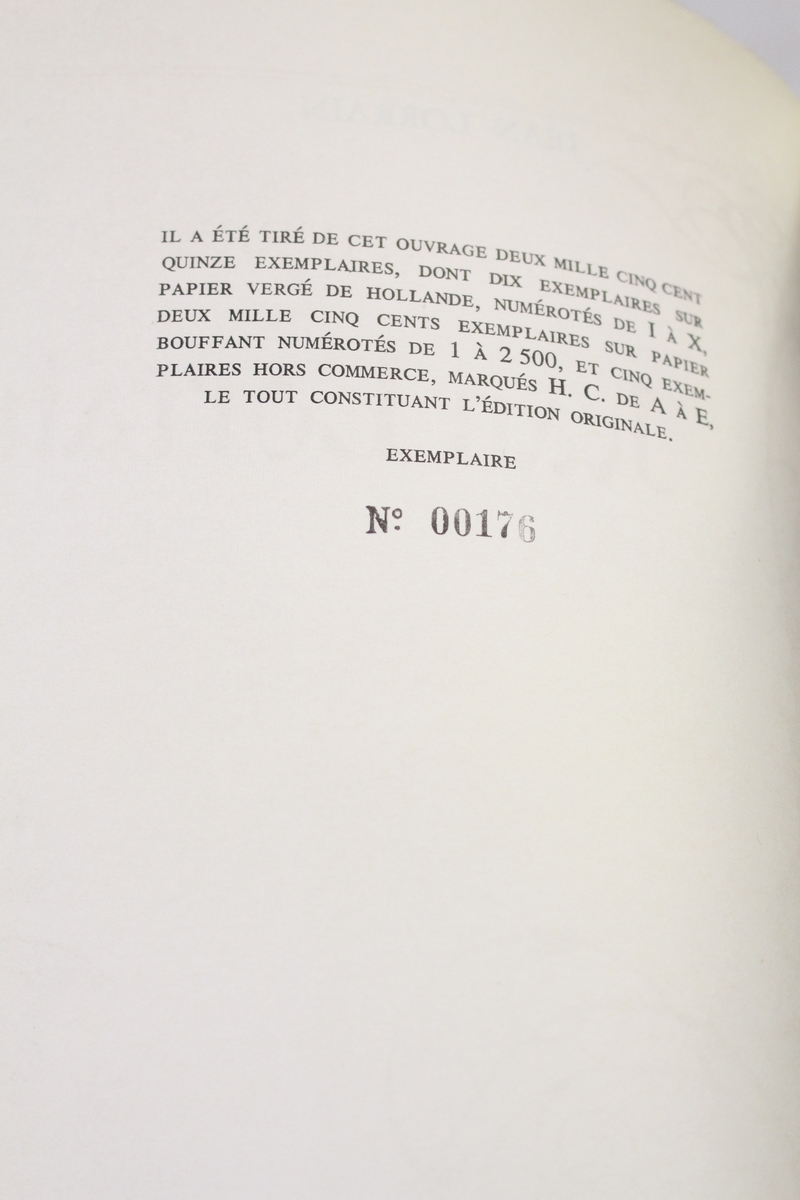 IL A ÉTÉ TIRÉ DE CET OUVRAGE DEUX MILLE CINQ CENT
QUINZE EXEMPLAIRES, DONT DIX EXEMPLAIRES SUR
PAPIER VERGÉ DE HOLLANDE, NUMÉROTÉS DE I À X,
DEUX MILLE CINQ CENTS EXEMPLAIRES SUR PAPIER
BOUFFANT NUMÉROTÉS DE 1 À 2 500, ET CINQ EXEM-
PLAIRES HORS COMMERCE, MARQUÉS H. C. DE A À E,
LE TOUT CONSTITUANT L'ÉDITION ORIGINALE.
EXEMPLAIRE
Nº 00176